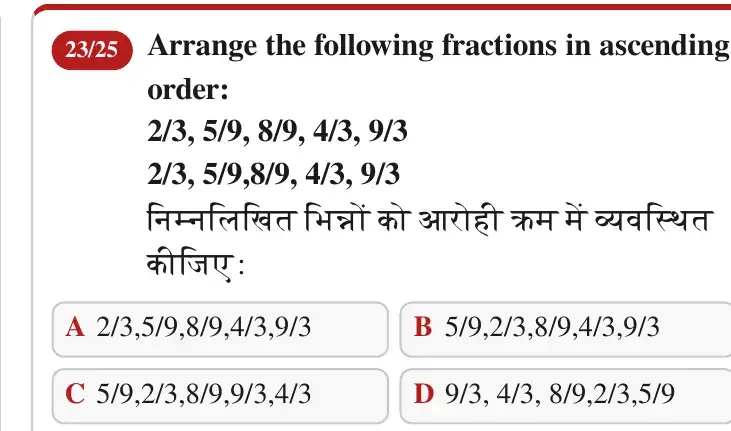 23/25 Arrange the following fractions in ascending
order:
2/3, 5/9, 8/9, 4/3, 9/3
2/3, 5/9,8/9, 4/3, 9/3
निम्नलिखित भिन्नों को आरोही क्रम में व्यवस्थित
कीजिए:
A 2/3,5/9,8/9,4/3,9/3 B 5/9,2/3,8/9,4/3,9/3
C 5/9,2/3,8/9,9/3,4/3 D 9/3, 4/3, 8/9,2/3,5/9